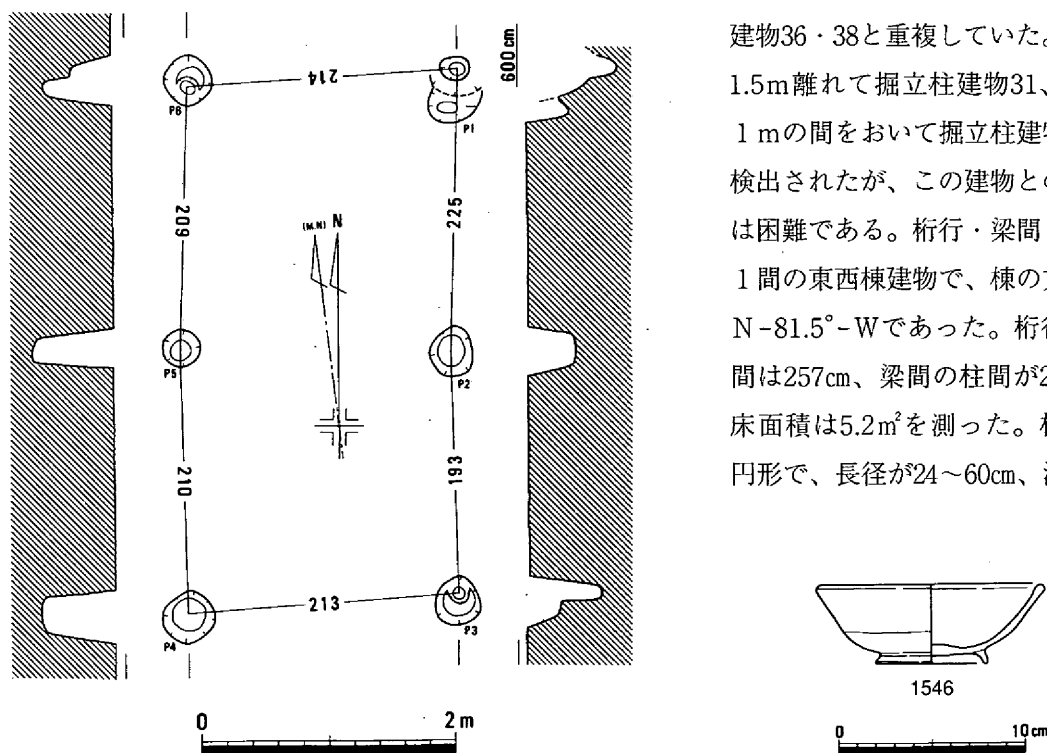 P6
214
P1
600cm
209
225
(M.N) N
P5
P2
210
193
P4
213
P3
0 2m
建物36・38と重複していた。
1.5m離れて掘立柱建物31、
1mの間をおいて掘立柱建
検出されたが、この建物と
は困難である。桁行・梁間
1間の東西棟建物で、棟の
N-81.5°-Wであった。桁
間は257㎝、梁間の柱間が2
床面積は5.2㎡を測った。
円形で、長径が24～60㎝、
1546
0 10cm